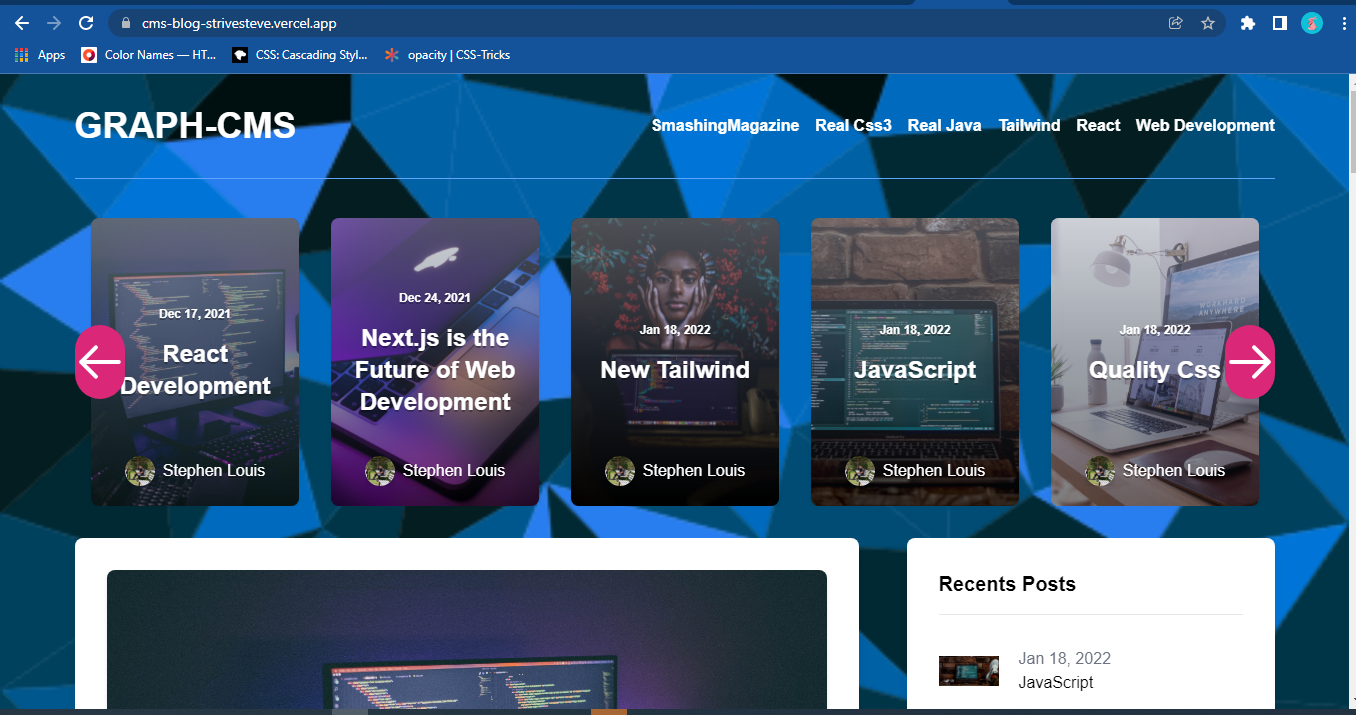 cms-blog-strivesteve.vercel.app
Apps
Color Names — HT...
CSS: Cascading Styl...
opacity | CSS-Tricks
GRAPH-CMS
SmashingMagazine
Real Css3
Real Java
Tailwind
React
Web Development
Dec 17, 2021
React
Development
Stephen Louis
Dec 24, 2021
Next.js is the
Future of Web
Development
Stephen Louis
Jan 18, 2022
New Tailwind
Stephen Louis
Jan 18, 2022
JavaScript
Stephen Louis
WORKHARD
ANYWHERE
Jan 18, 2022
Quality Css
Stephen Louis
Recents Posts
Jan 18, 2022
JavaScript